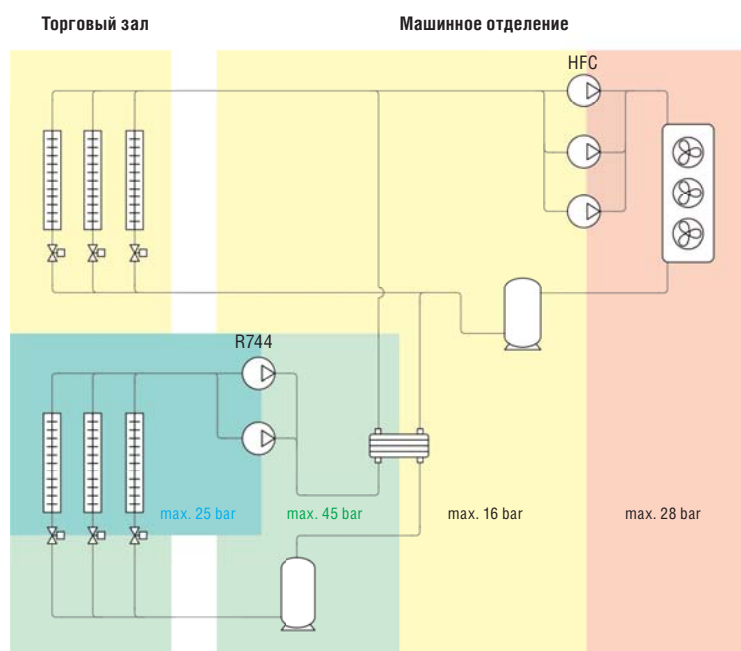 Торговый зал
Машинное отделение
HFC
R744
max. 25 bar
max. 45 bar
max. 16 bar
max. 28 bar